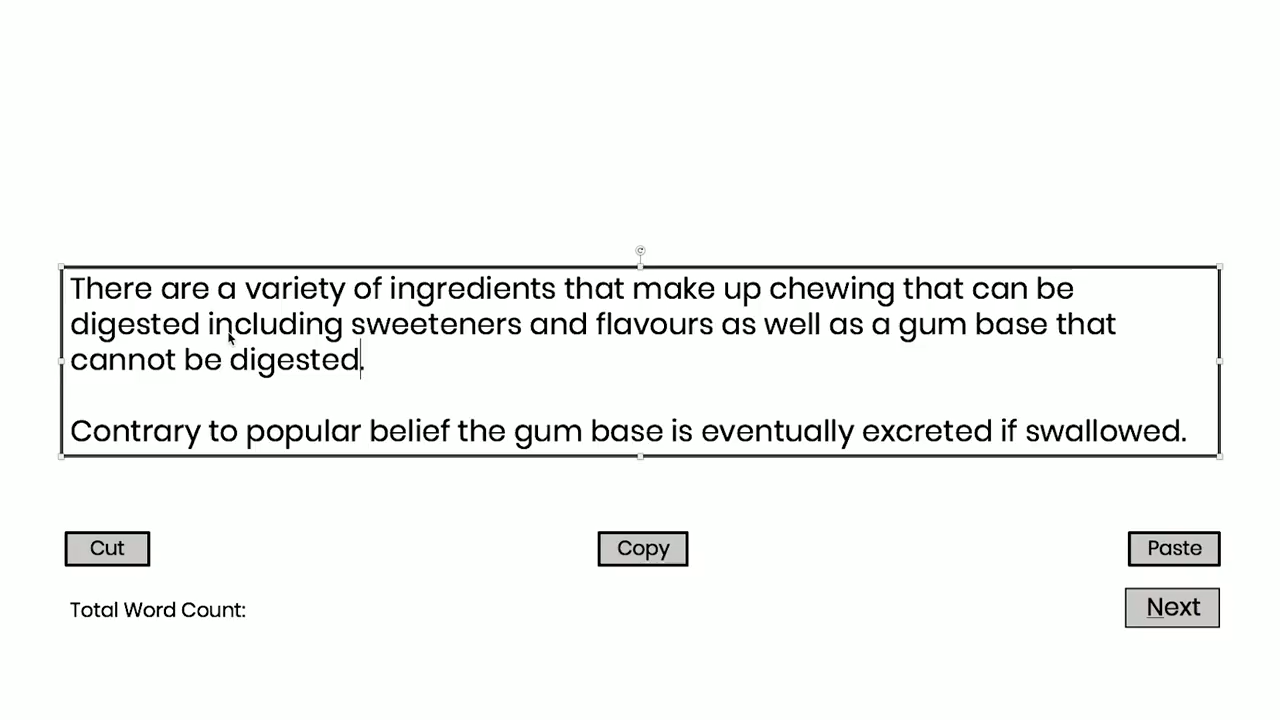 There are a variety of ingredients that make up chewing that can be
digested including sweeteners and flavours as well as a gum base that
cannot be digested.
Contrary to popular belief the gum base is eventually excreted if swallowed.
Cut
Copy
Paste
Total Word Count:
Next